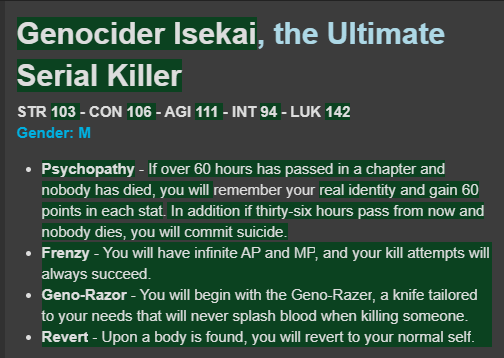 Genocider Isekai, the Ultimate
Serial Killer
STR 103 - CON 106 - AGI 111 - INT 94 - LUK 142
Gender: M
• Psychopathy - If over 60 hours has passed in a chapter and
nobody has died, you will remember your real identity and gain 60
points in each stat. In addition if thirty-six hours pass from now and
nobody dies, you will commit suicide.
• Frenzy - You will have infinite AP and MP, and your kill attempts will
always succeed.
• Geno-Razor - You will begin with the Geno-Razer, a knife tailored
to your needs that will never splash blood when killing someone.
• Revert - Upon a body is found, you will revert to your normal self.